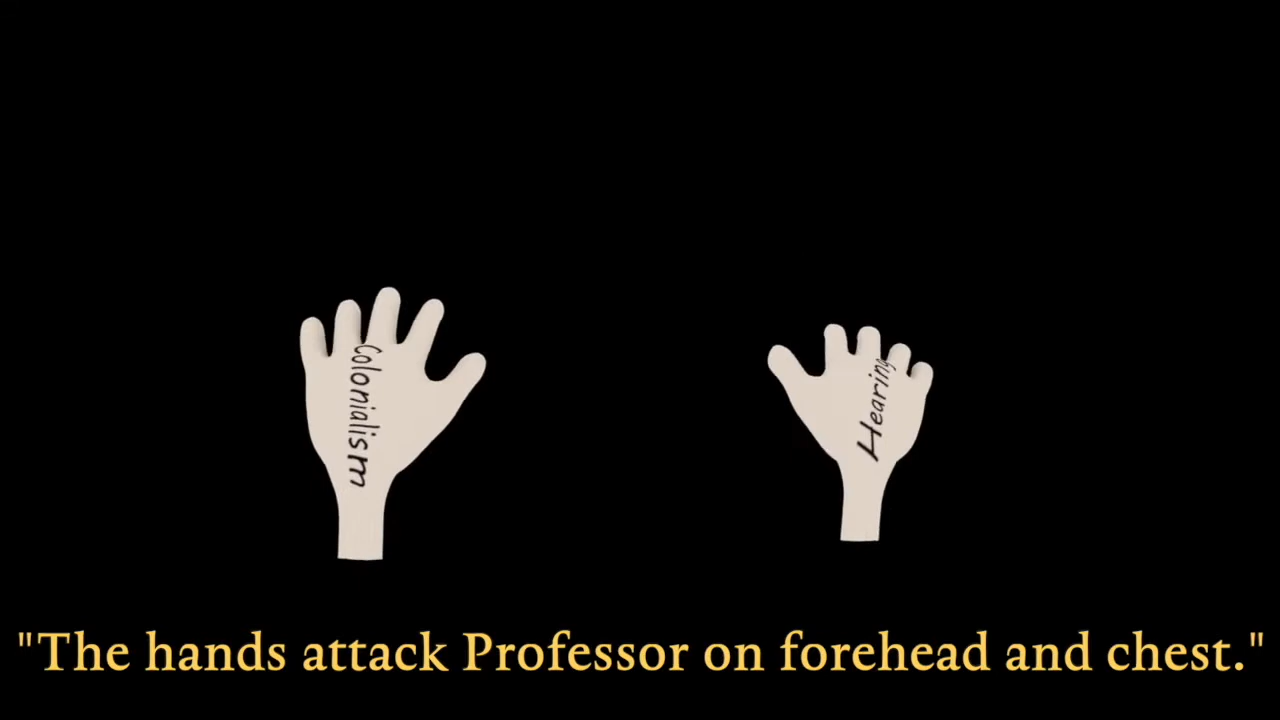 Colonialism
Hearing
"The hands attack Professor on forehead and chest."